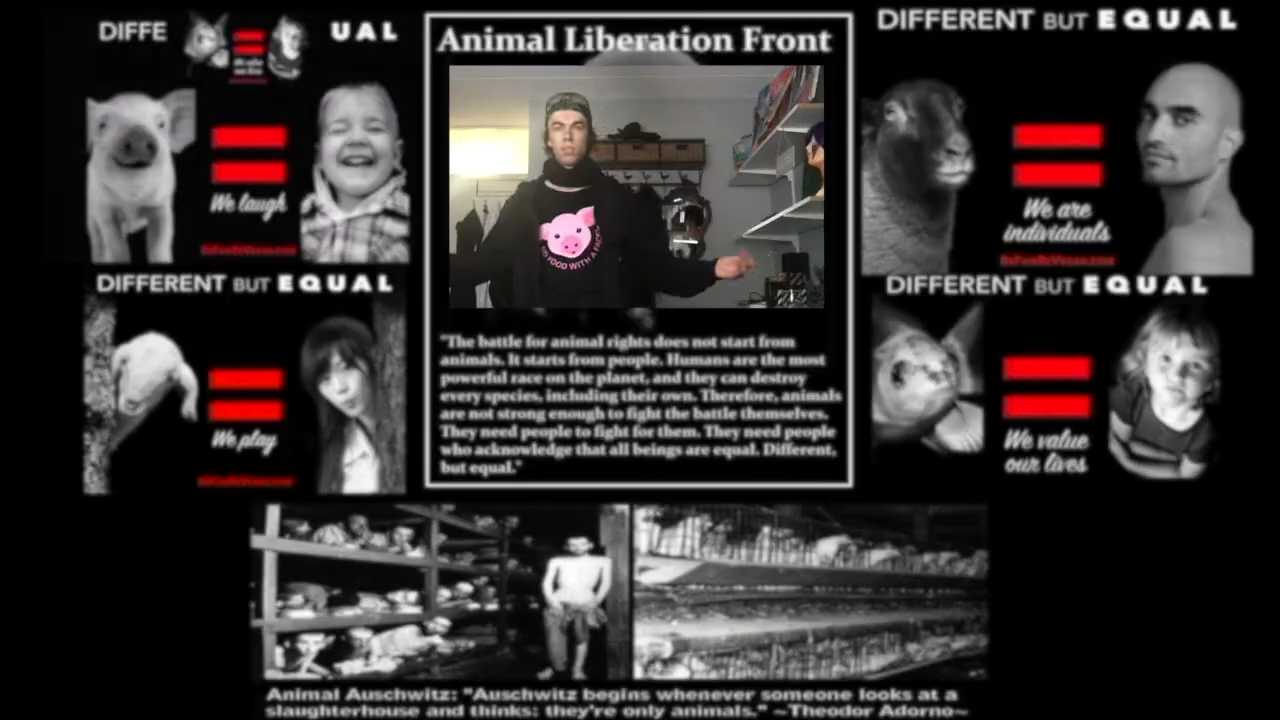 DIFFE UAL
We laugh
DIFFERENT BUT EQUAL
We play
Animal Liberation Front
FOOD WITH A FACE
"The battle for animal rights does not start from
animals. It starts from people. Humans are the most
powerful race on the planet, and they can destroy
every species, including their own. Therefore, animals
are not strong enough to fight the battle themselves.
They need people to fight for them. They need people
who acknowledge that all beings are equal. Different,
but equal."
DIFFERENT BUT EQUAL
We are
individuals
DIFFERENT BUT EQUAL
We value
our lives
Animal Auschwitz: "Auschwitz begins whenever someone looks at a
slaughterhouse and thinks: they're only animals." ~Theodor Adorno~